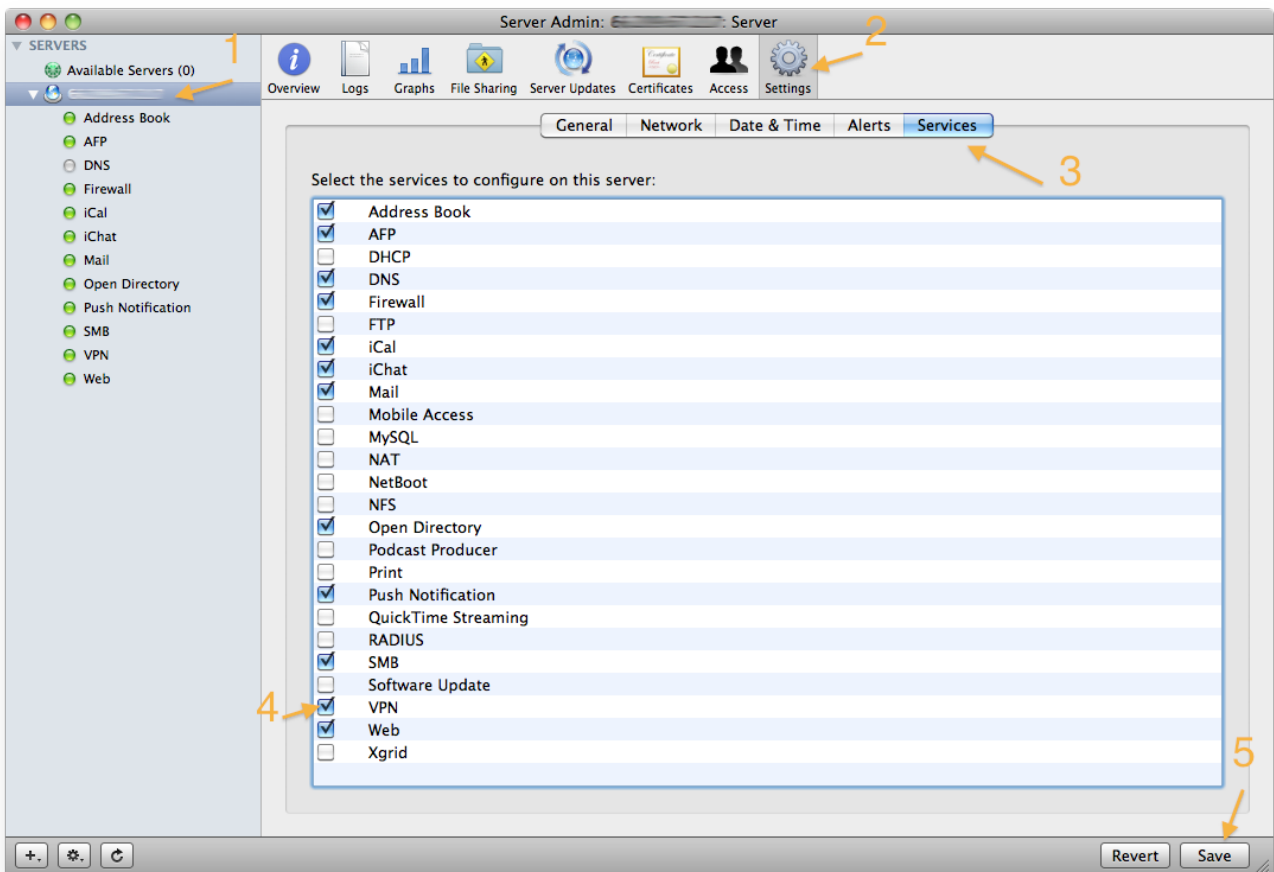 Server Admin: 6 : Server
SERVERS
Available Servers (0)
Address Book
AFP
DNS
Firewall
iCal
iChat
Mail
Open Directory
Push Notification
SMB
VPN
Web
1
Overview
Logs
Graphs
File Sharing
Server Updates
Certificates
Access
Settings
2
General
Network
Date & Time
Alerts
Services
3
Select the services to configure on this server:
Address Book
AFP
DHCP
DNS
Firewall
FTP
iCal
iChat
Mail
Mobile Access
MySQL
NAT
NetBoot
NFS
Open Directory
Podcast Producer
Print
Push Notification
QuickTime Streaming
RADIUS
SMB
Software Update
4
VPN
Web
Xgrid
5
Revert
Save